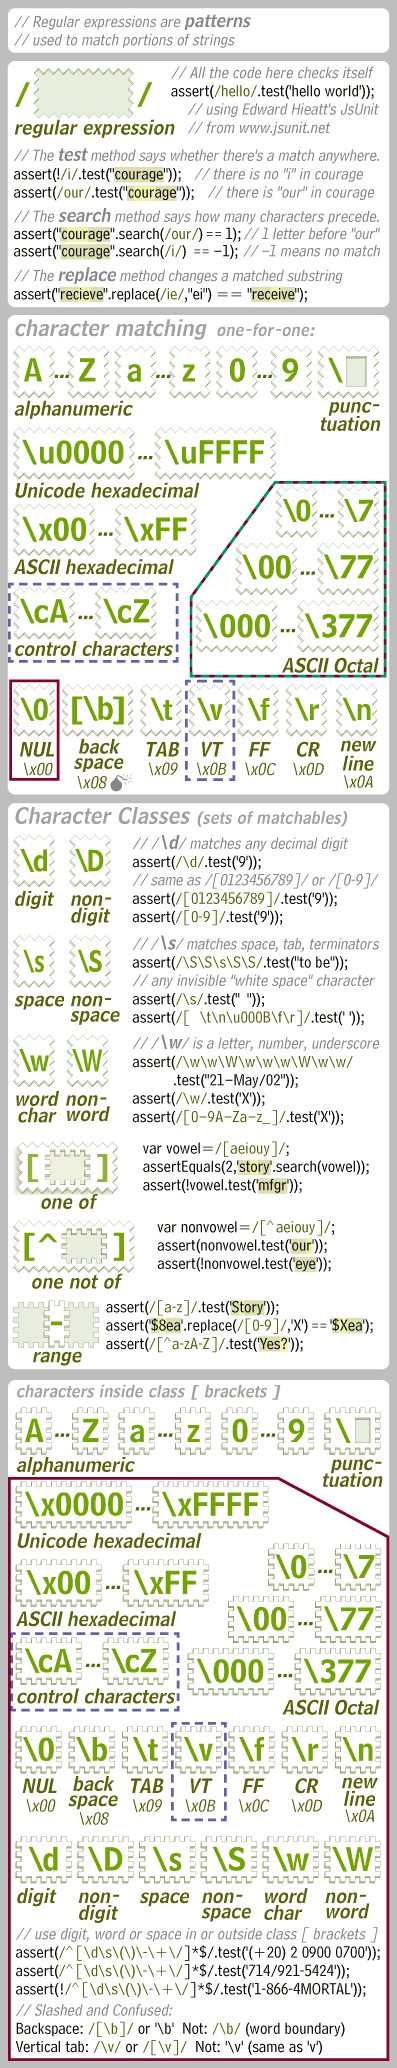 // Regular expressions are patterns
// used to match portions of strings
/ /
regular expression
// All the code here checks itself
assert(/hello/.test('hello world'));
// using Edward Hieatt's JsUnit
// from www.jsunit.net
// The test method says whether there's a match anywhere.
assert(!/i/.test("courage")); // there is no "i" in courage
assert(/our/.test("courage")); // there is "our" in courage
// The search method says how many characters precede.
assert("courage".search(/our/) == 1); // 1 letter before "our"
assert("courage".search(/i/) == -1); // -1 means no match
// The replace method changes a matched substring
assert("recieve".replace(/ie/,"ei") == "receive");
character matching one-for-one:
A ... Z a ... z 0 ... 9 \
alphanumeric punc-
tuation
\u0000 ... \uFFFF
Unicode hexadecimal
\x00 ... \xFF
ASCII hexadecimal
\0 ... \7
\00 ... \77
\000 ... \377
ASCII Octal
\cA ... \cZ
control characters
\0 [\b] \t \v \f \r \n
NUL back space TAB VT FF CR new line
\x00 \x08 \x09 \x0B \x0C \x0D \x0A
Character Classes (sets of matchables)
\d \D
digit non-digit
// /\d/ matches any decimal digit
assert(/\d/.test('9'));
// same as /[0123456789]/ or /[0-9]/
assert(/[0123456789]/.test('9'));
assert(/[0-9]/.test('9'));
\s \S
space non-space
// /\s/ matches space, tab, terminators
assert(/\S\S\s\S\S/.test("to be"));
// any invisible "white space" character
assert(/\s/.test(" "));
assert(/[ \t\n\u000B\f\r]/.test(' '));
\w \W
word char non-word
// /\w/ is a letter, number, underscore
assert(/\w\w\W\w\w\w\W\w\w/
.test("21-May/02"));
assert(/\w/.test('X'));
assert(/[0-9A-Za-z_]/.test('X'));
[ ]
one of
var vowel=/[aeiouy]/;
assertEquals(2,'story'.search(vowel));
assert(!vowel.test('mfgr'));
[^ ]
one not of
var nonvowel=/[^aeiouy]/;
assert(nonvowel.test('our'));
assert(!nonvowel.test('eye'));
-
range
assert(/[a-z]/.test('Story'));
assert('$8ea'.replace(/[0-9]/,'X') == '$Xea');
assert(/[^a-zA-Z]/.test('Yes?'));
characters inside class [ brackets ]
A ... Z a ... z 0 ... 9 \
alphanumeric punc-
tuation
\x0000 ... \xFFFF
Unicode hexadecimal
\x00 ... \xFF
ASCII hexadecimal
\0 ... \7
\00 ... \77
\000 ... \377
ASCII Octal
\cA ... \cZ
control characters
\0 \b \t \v \f \r \n
NUL back space TAB VT FF CR new line
\x00 \x08 \x09 \x0B \x0C \x0D \x0A
\d \D \s \S \w \W
digit non-digit space non-space word char non-word
// use digit, word or space in or outside class [ brackets ]
assert(/^[\d\s\(\)\-\+\/]*$/.test('(+20) 2 0900 0700'));
assert(/^[\d\s\(\)\-\+\/]*$/.test('714/921-5424'));
assert(!/^[\d\s\(\)\-\+\/]*$/.test('1-866-4MORTAL'));
// Slashed and Confused:
Backspace: /[\b]/ or '\b' Not: /\b/ (word boundary)
Vertical tab: /\v/ or /[\v]/ Not: '\v' (same as 'v')